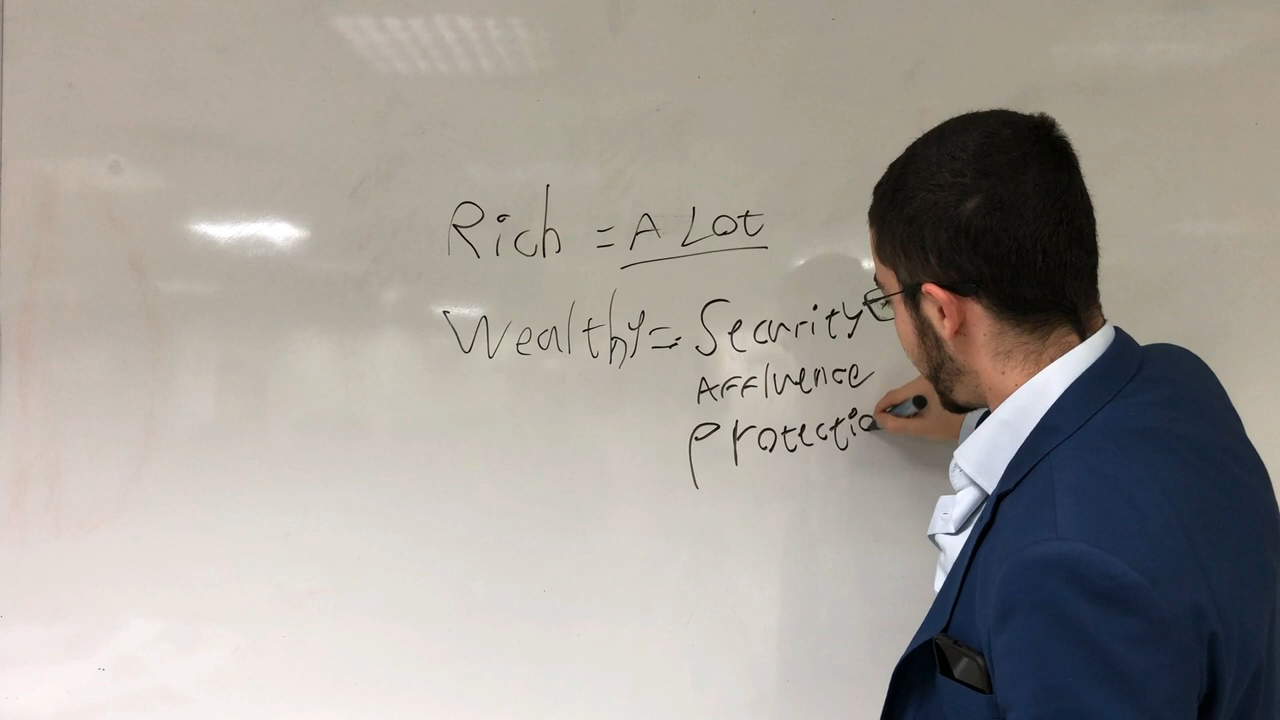 Rich = A Lot
Wealthy = Security
Affluence
Protectio